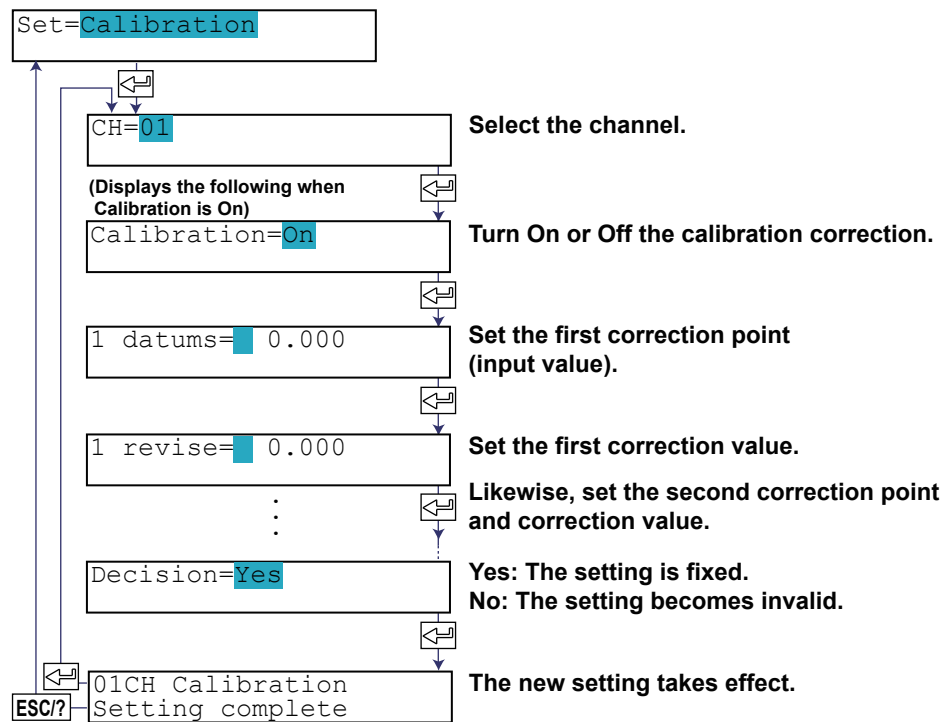 Set=Calibration
CH=01
Select the channel.
(Displays the following when
Calibration is On)
Calibration=On
Turn On or Off the calibration correction.
1 datums= 0.000
Set the first correction point
(input value).
1 revise= 0.000
Set the first correction value.
Likewise, set the second correction point
and correction value.
Decision=Yes
Yes: The setting is fixed.
No: The setting becomes invalid.
01CH Calibration
Setting complete
The new setting takes effect.
ESC/?